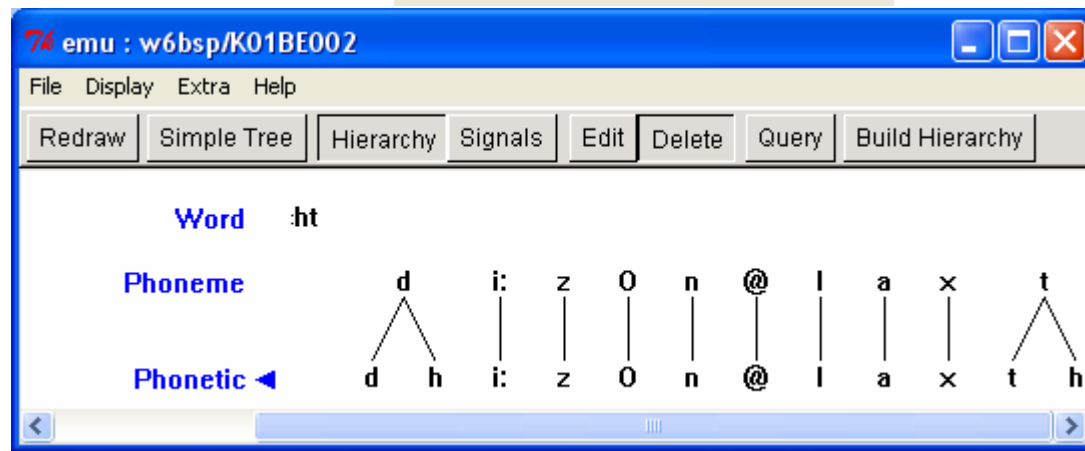 7% emu : w6bsp/K01BE002
File Display Extra Help
Redraw Simple Tree Hierarchy Signals Edit Delete Query Build Hierarchy
Word :ht
Phoneme d i: z O n @ l a x t
Phonetic d h i: z O n @ l a x t h